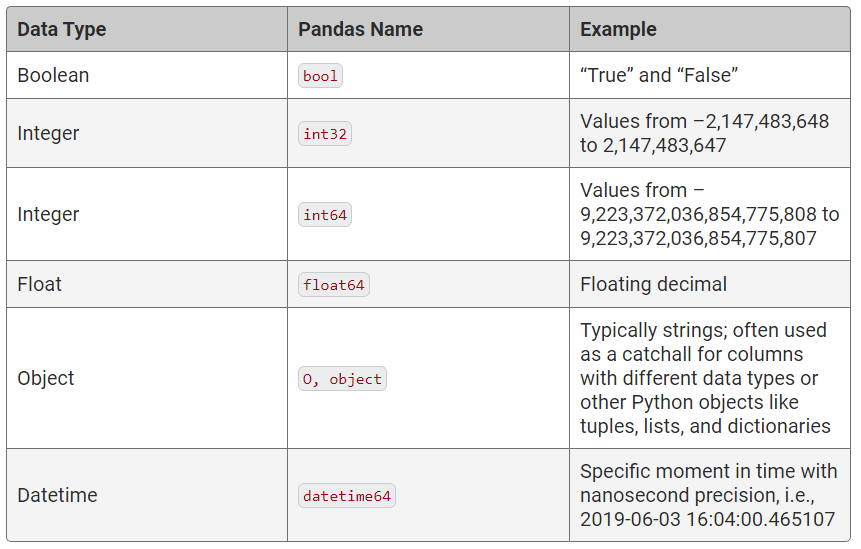 Data Type Pandas Name Example
Boolean bool “True” and “False”
Integer int32 Values from –2,147,483,648
to 2,147,483,647
Integer int64 Values from –
9,223,372,036,854,775,808 to
9,223,372,036,854,775,807
Float float64 Floating decimal
Object O, object Typically strings; often used
as a catchall for columns
with different data types or
other Python objects like
tuples, lists, and dictionaries
Datetime datetime64 Specific moment in time with
nanosecond precision, i.e.,
2019-06-03 16:04:00.465107